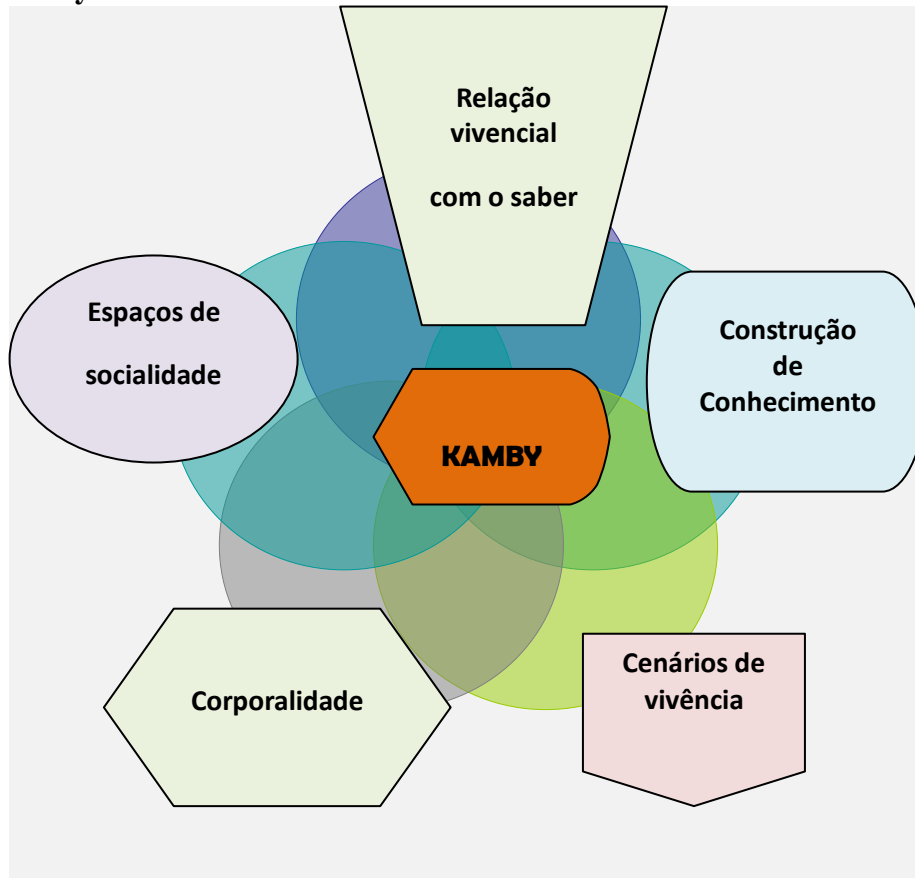 Relação
vivencial
com o saber
Espaços de
socialidade
Construção
de
Conhecimento
KAMBY
Corporalidade
Cenários de
vivência